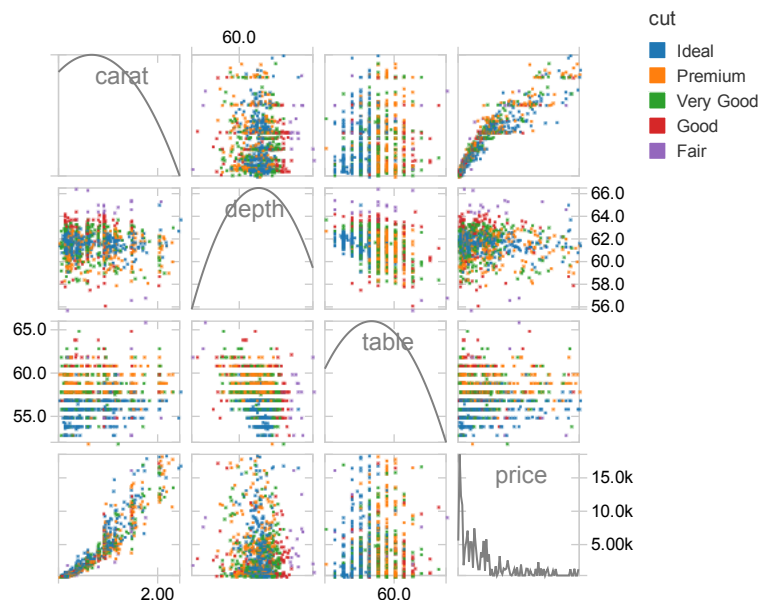 60.0
cut
Ideal
Premium
Very Good
Good
Fair
carat
depth
66.0
64.0
62.0
60.0
58.0
56.0
65.0
60.0
55.0
table
price
15.0k
10.0k
5.00k
2.00
60.0